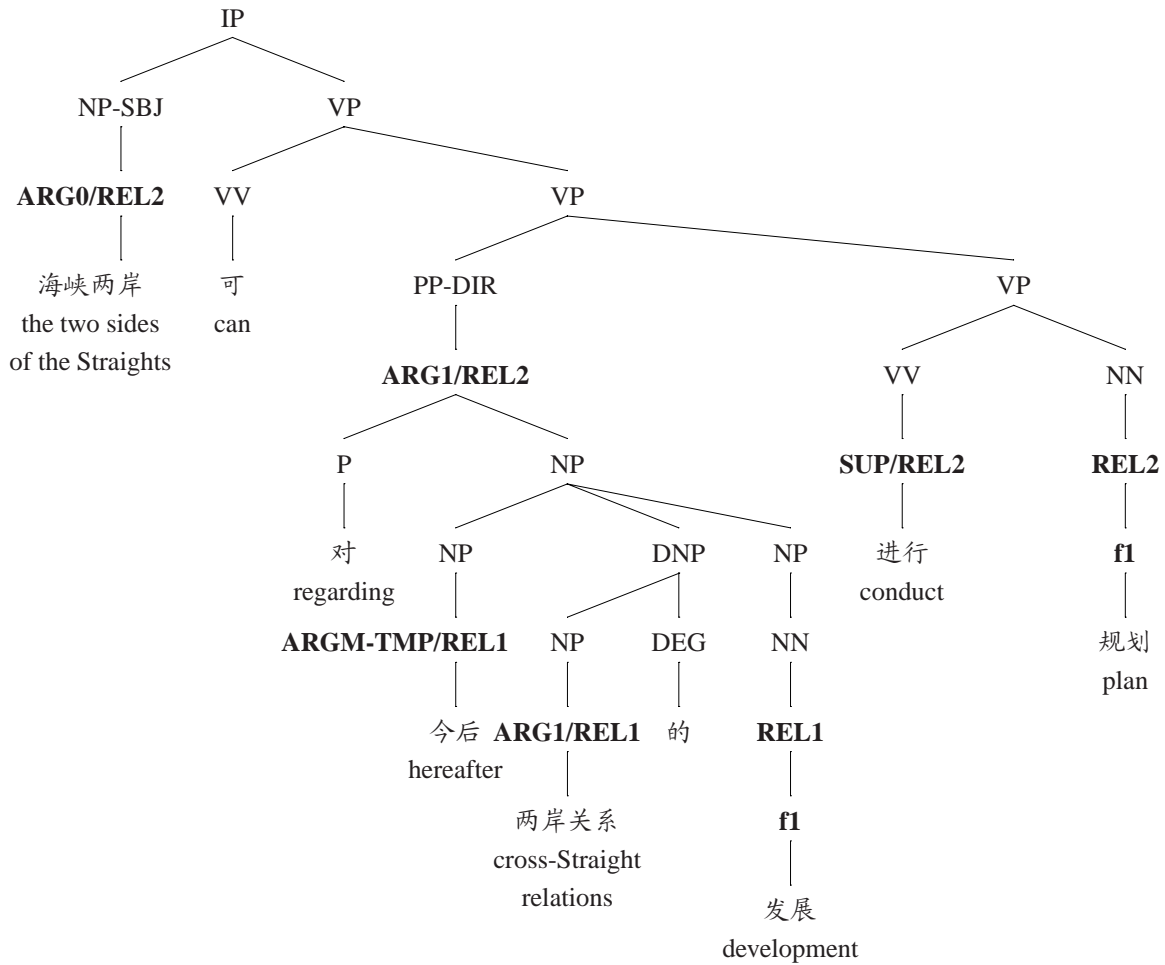 IP
NP-SBJ VP
ARG0/REL2 VV VP
海峡两岸 可 PP-DIR VP
the two sides can
of the Straights ARG1/REL2 VV NN
P NP SUP/REL2 REL2
对 NP DNP NP 进行 f1
regarding conduct
ARGM-TMP/REL1 NP DEG NN 规划
plan
今后 ARG1/REL1 的 REL1
hereafter
两岸关系 f1
cross-Straight
relations
发展
development